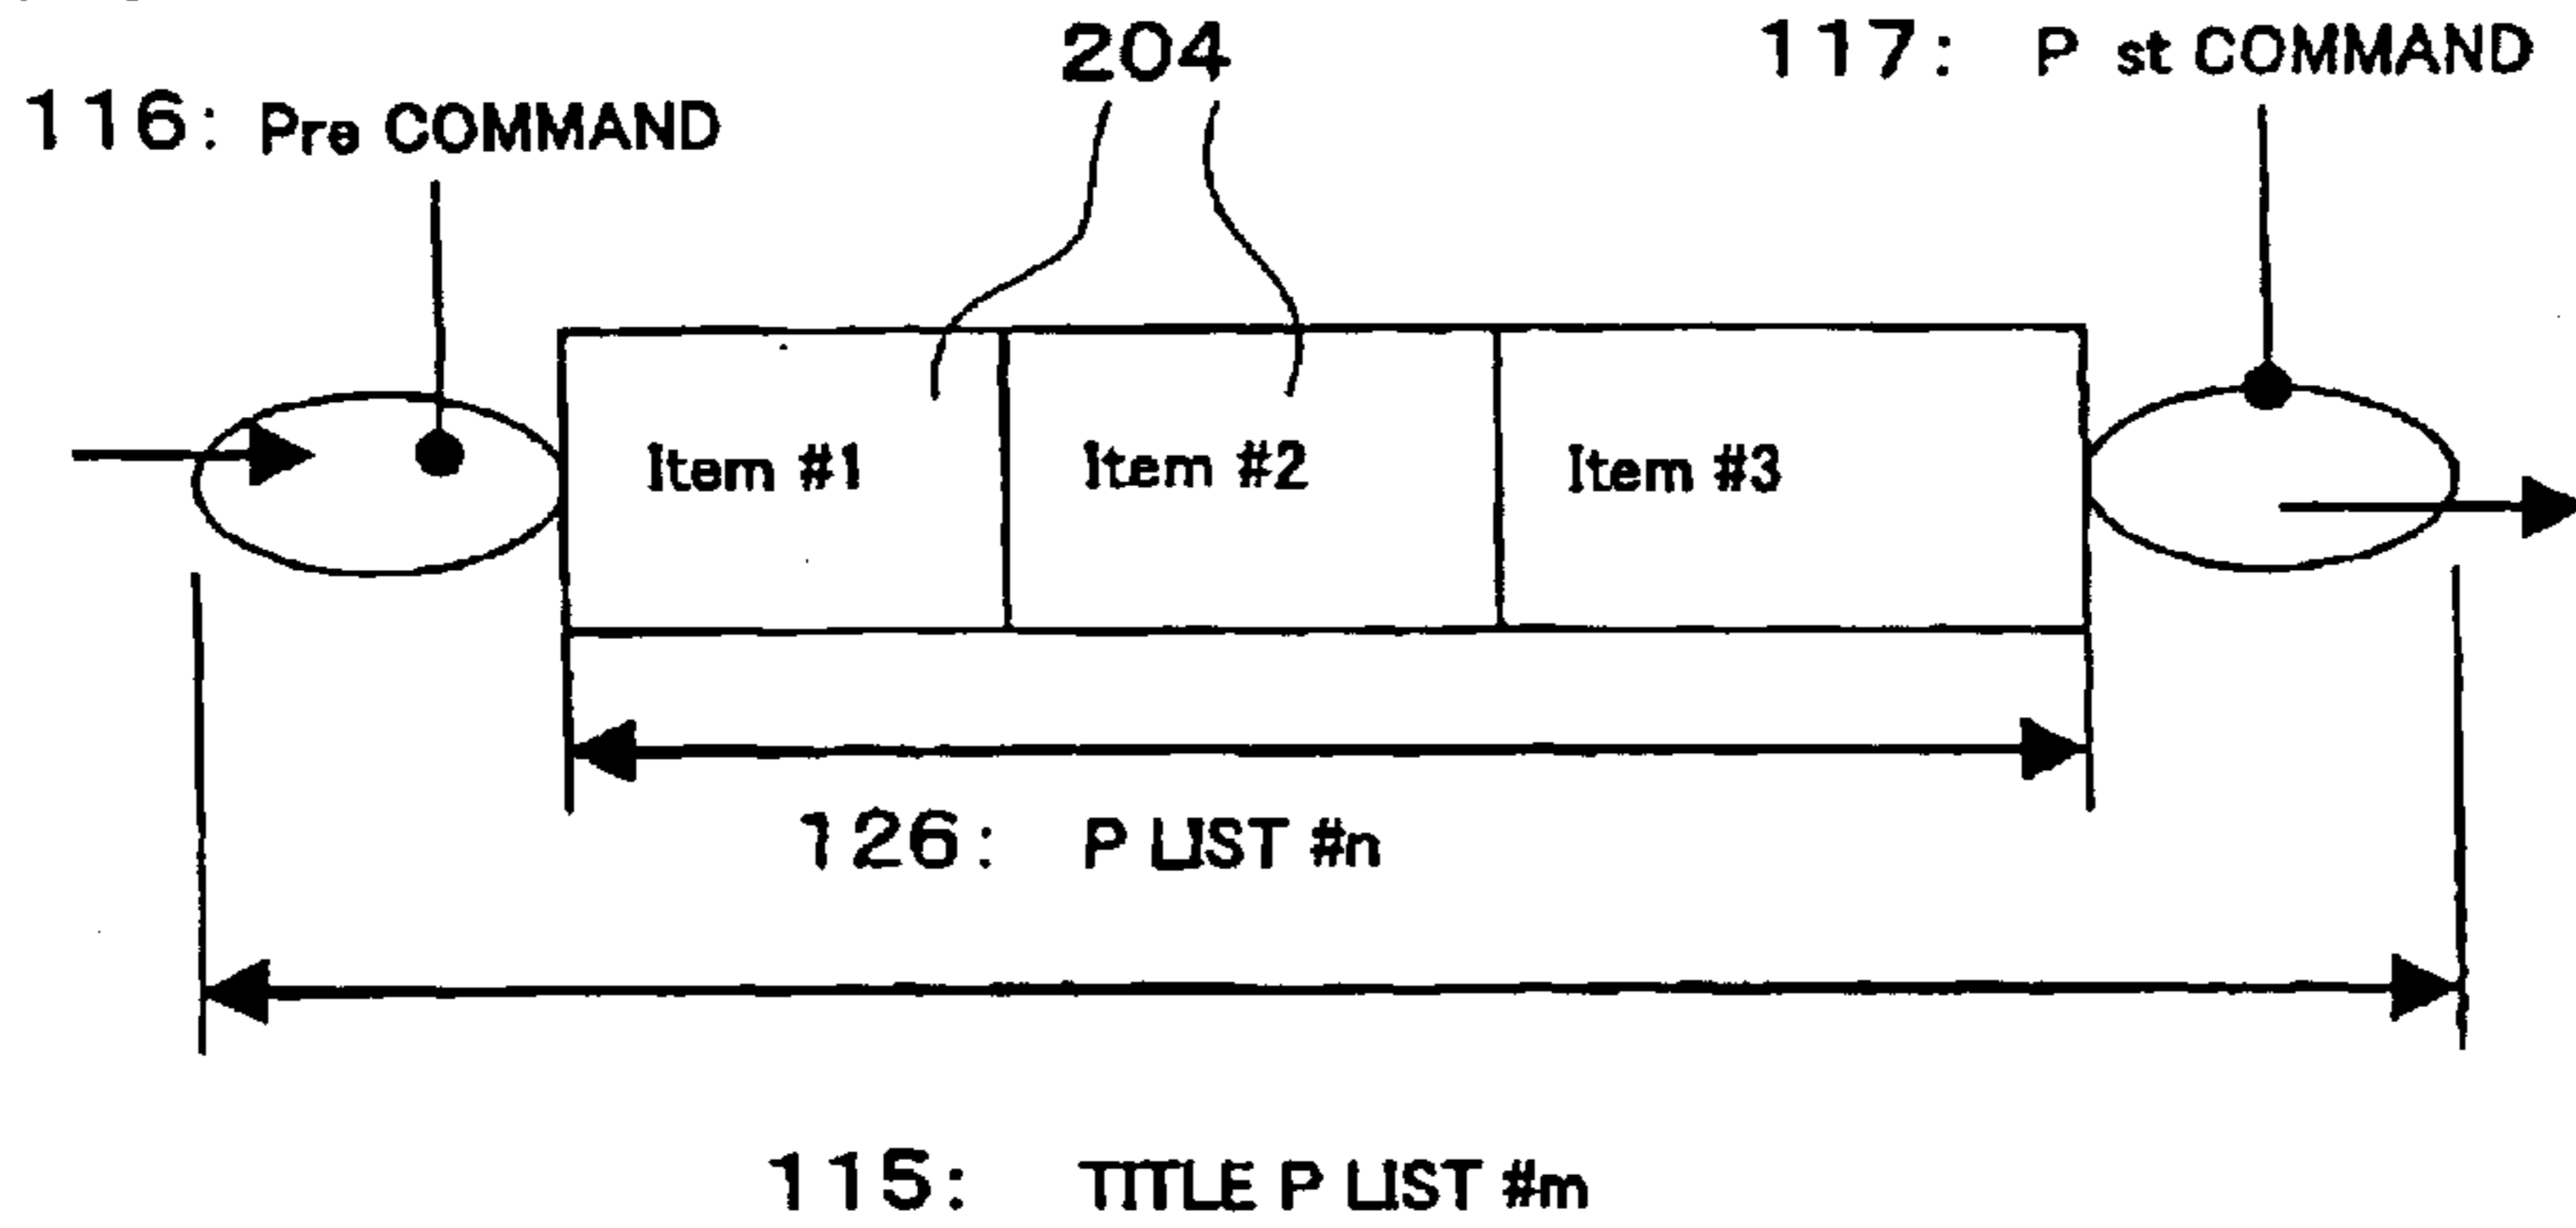 204
117: P st COMMAND
116: Pre COMMAND
Item #1 Item #2 Item #3
126: P LIST #n
115: TITLE P LIST #m